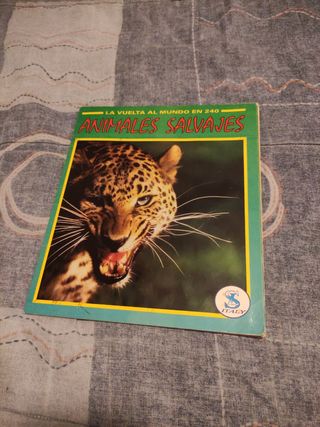 LA VUELTA AL MUNDO EN 240
ANIMALES SALVAJES
S
ITALY